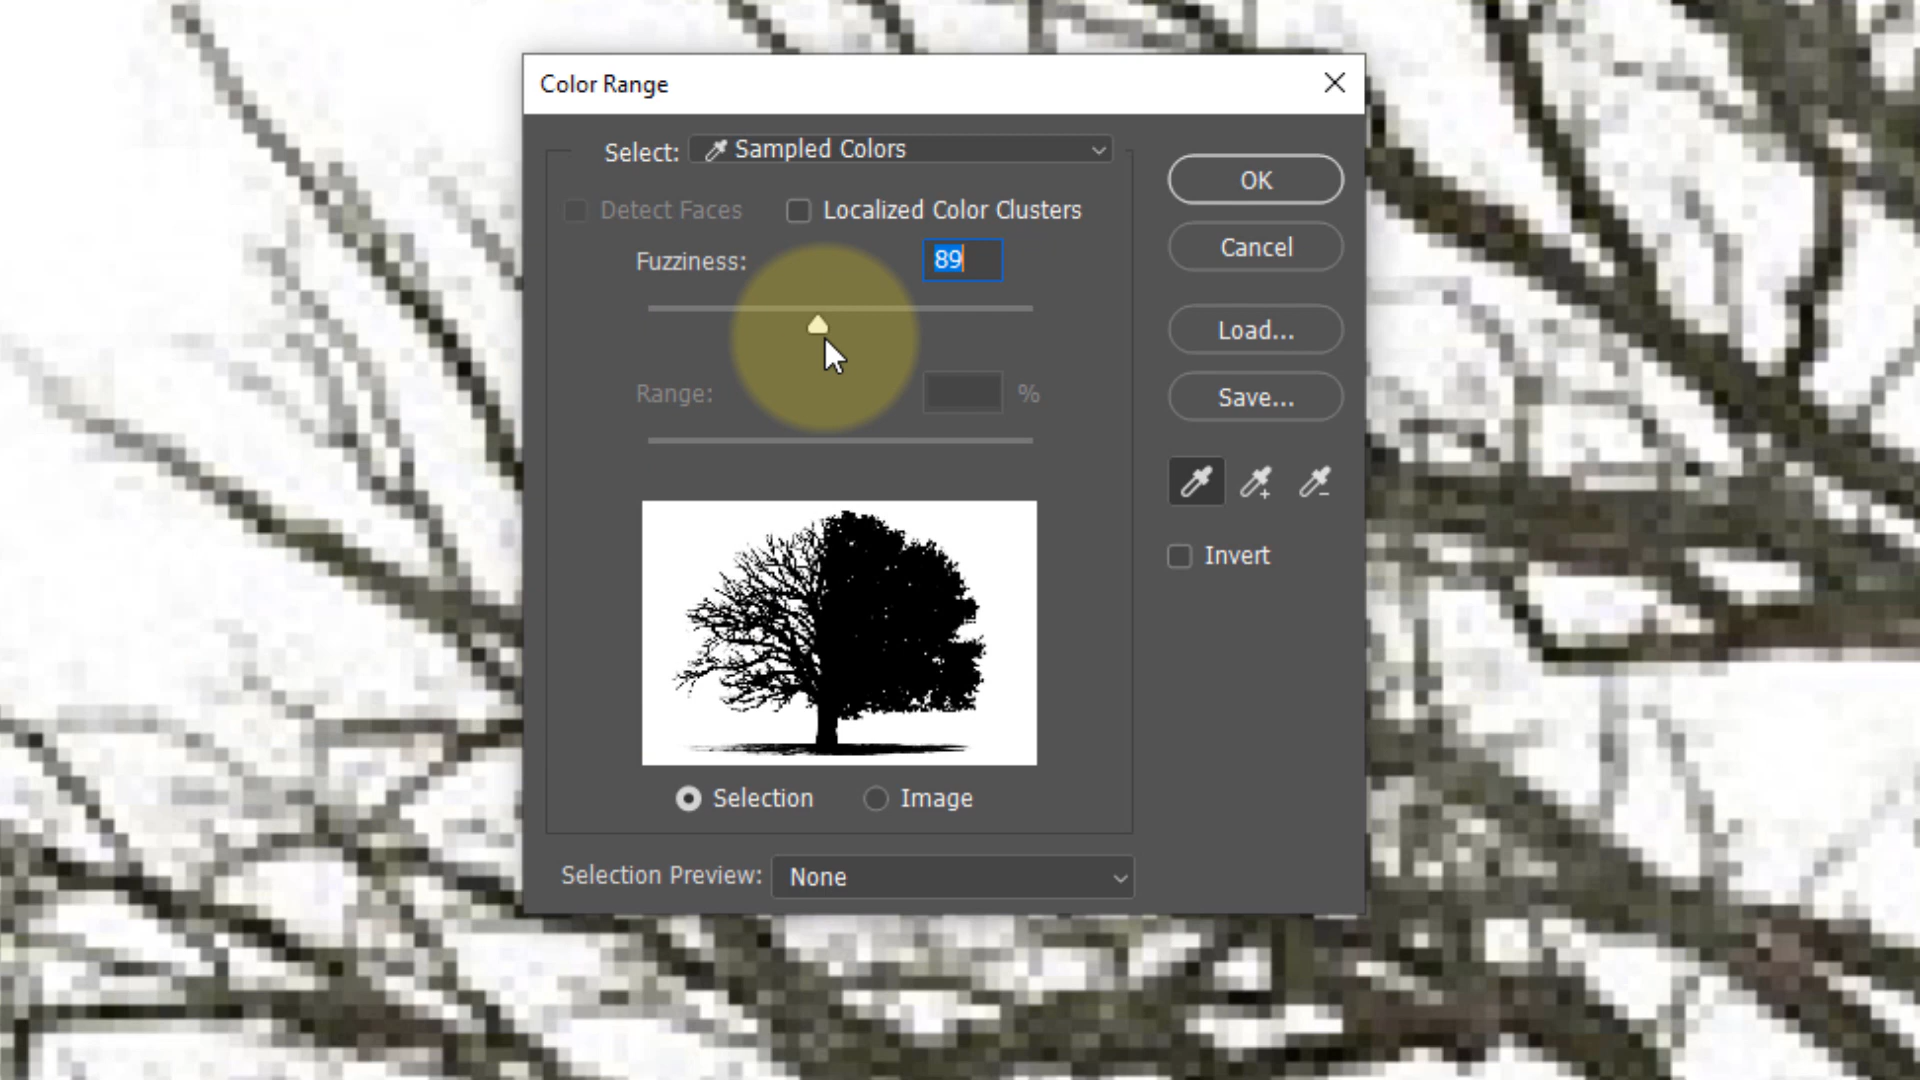 Color Range
Select: Sampled Colors
Detect Faces Localized Color Clusters
Fuzziness: 89
Range: %
Selection Image
Selection Preview: None
OK
Cancel
Load...
Save...
Invert